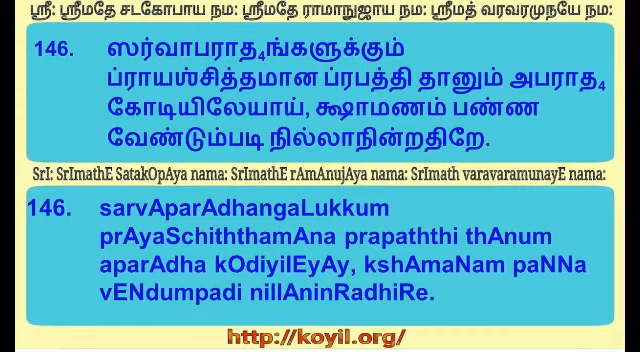 ஸ்ரீ: ஸ்ரீமதே சடகோபாய நம: ஸ்ரீமதே ராமாநுஜாய நம: ஸ்ரீமத் வரவரமுநயே நம:
146. ஸர்வாபராத₄ங்களுக்கும்
ப்ராயஶ்சித்தமான ப்ரபத்தி தானும் அபராத₄
கோடியிலேயாய், க்ஷாமணம் பண்ண
வேண்டும்படி நில்லாநின்றதிறே.
SrI: SrImathE SatakOpAya nama: SrImathE rAmAnujAya nama: SrImath varavaramunayE nama:
146. sarvAparAdhangaLukkum
prAyaSchiththamAna prapaththi thAnum
aparAdha kOdiyilEyAy, kshAmaNam paNNa
vENdumpadi nillAninRadhiRe.
http://koyil.org/